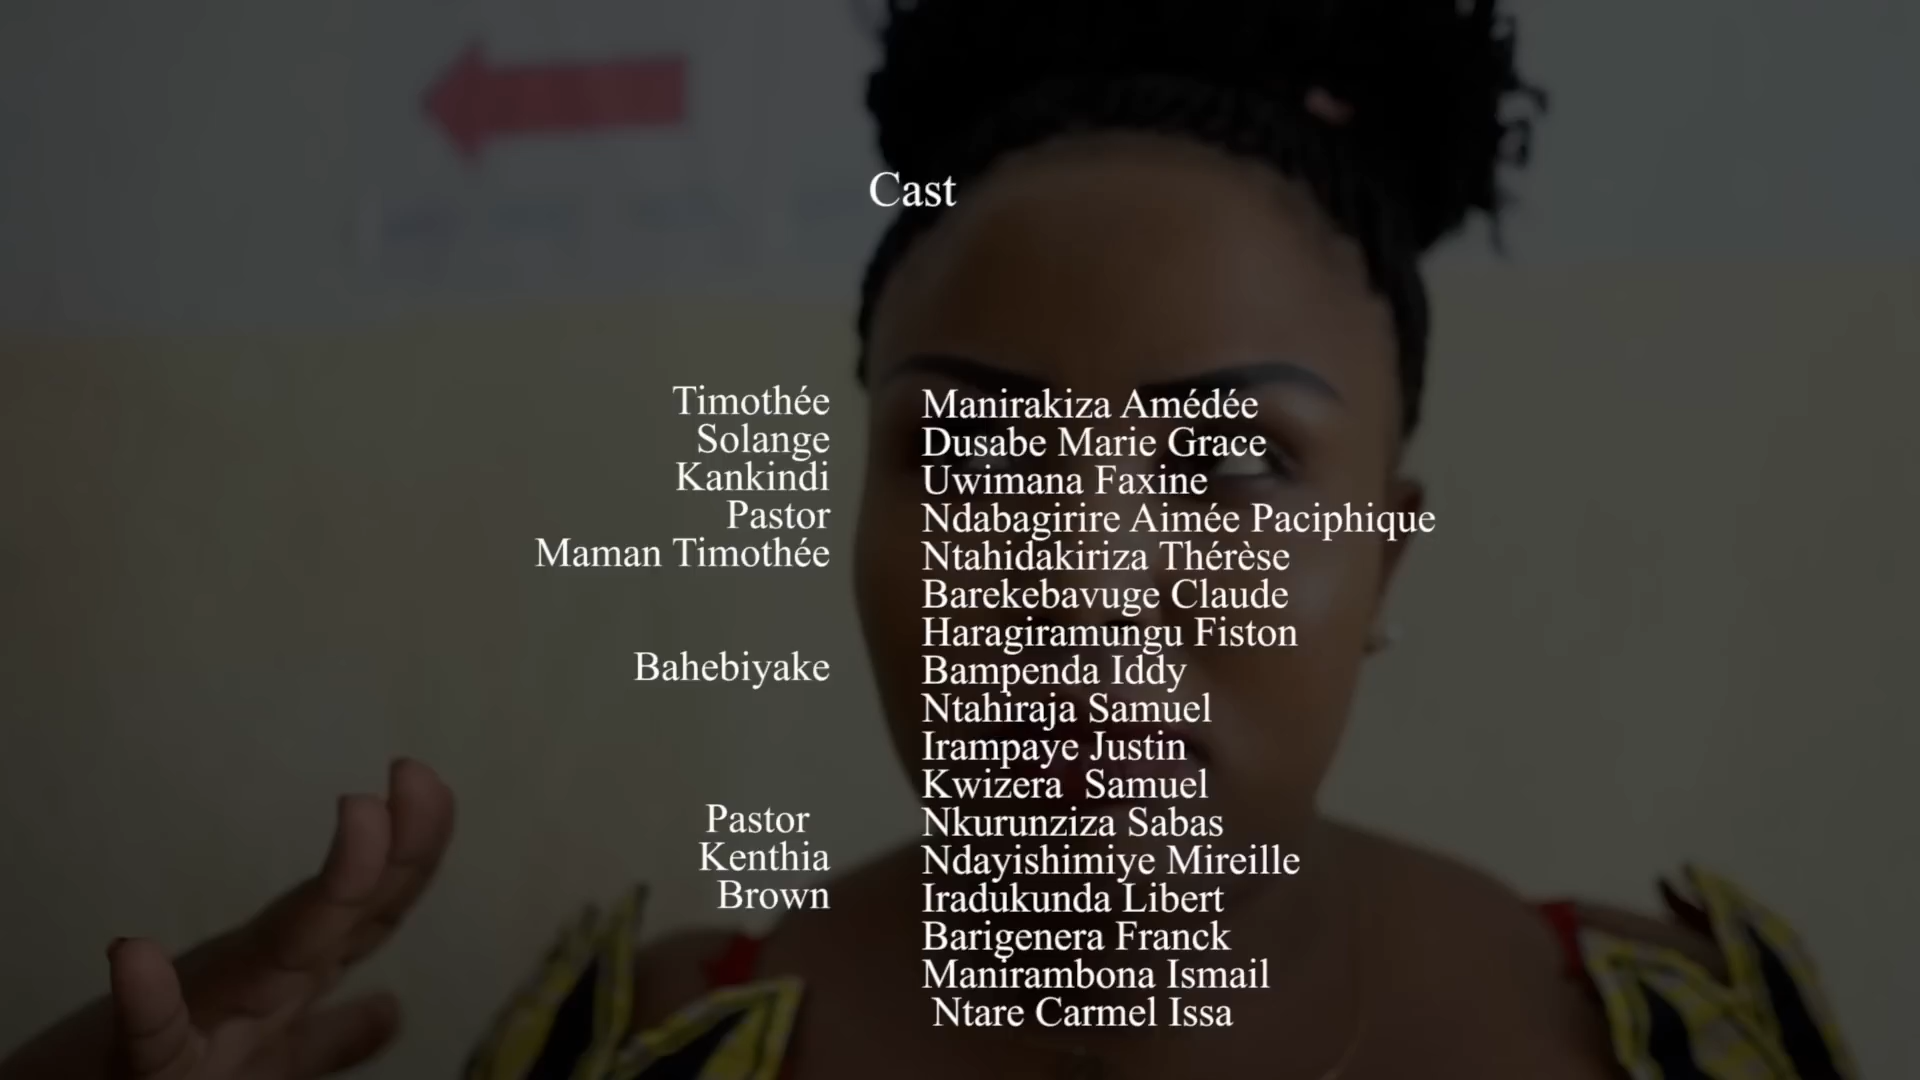 Cast
Timothée Manirakiza Amédée
Solange Dusabe Marie Grace
Kankindi Uwimana Faxine
Pastor Ndabagirire Aimée Paciphique
Maman Timothée Ntahidakiriza Thérèse
Barekebavuge Claude
Haragiramungu Fiston
Bahebiyake Bampenda Iddy
Ntahiraja Samuel
Irampaye Justin
Kwizera Samuel
Pastor Nkurunziza Sabas
Kenthia Ndayishimiye Mireille
Brown Iradukunda Libert
Barigenera Franck
Manirambona Ismail
Ntare Carmel Issa